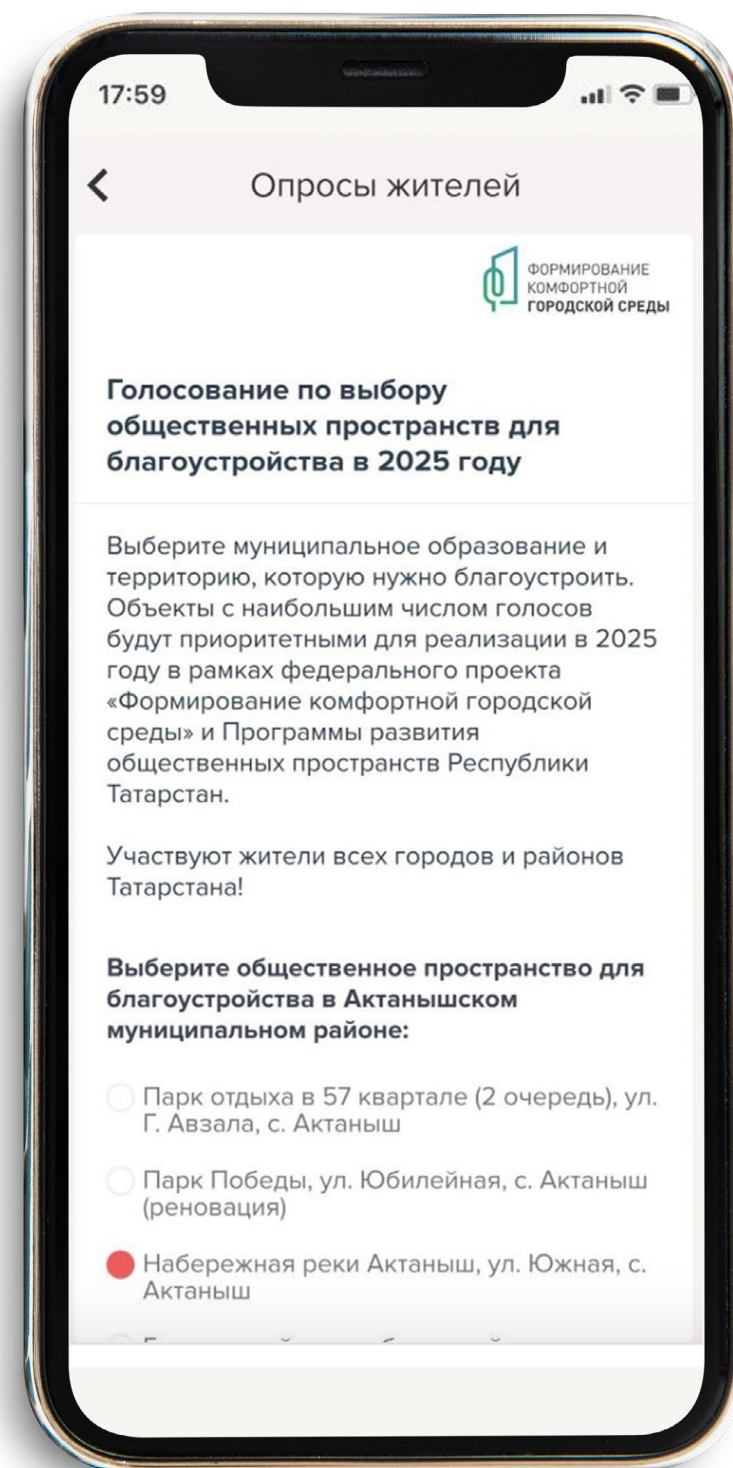 17:59
Опросы жителей
ФОРМИРОВАНИЕ
КОМФОРТНОЙ
ГОРОДСКОЙ СРЕДЫ
Голосование по выбору
общественных пространств для
благоустройства в 2025 году
Выберите муниципальное образование и
территорию, которую нужно благоустроить.
Объекты с наибольшим числом голосов
будут приоритетными для реализации в 2025
году в рамках федерального проекта
«Формирование комфортной городской
среды» и Программы развития
общественных пространств Республики
Татарстан.
Участвуют жители всех городов и районов
Татарстана!
Выберите общественное пространство для
благоустройства в Актанышском
муниципальном районе:
Парк отдыха в 57 квартале (2 очередь), ул.
Г. Авзала, с. Актаныш
Парк Победы, ул. Юбилейная, с. Актаныш
(реновация)
Набережная реки Актаныш, ул. Южная, с.
Актаныш